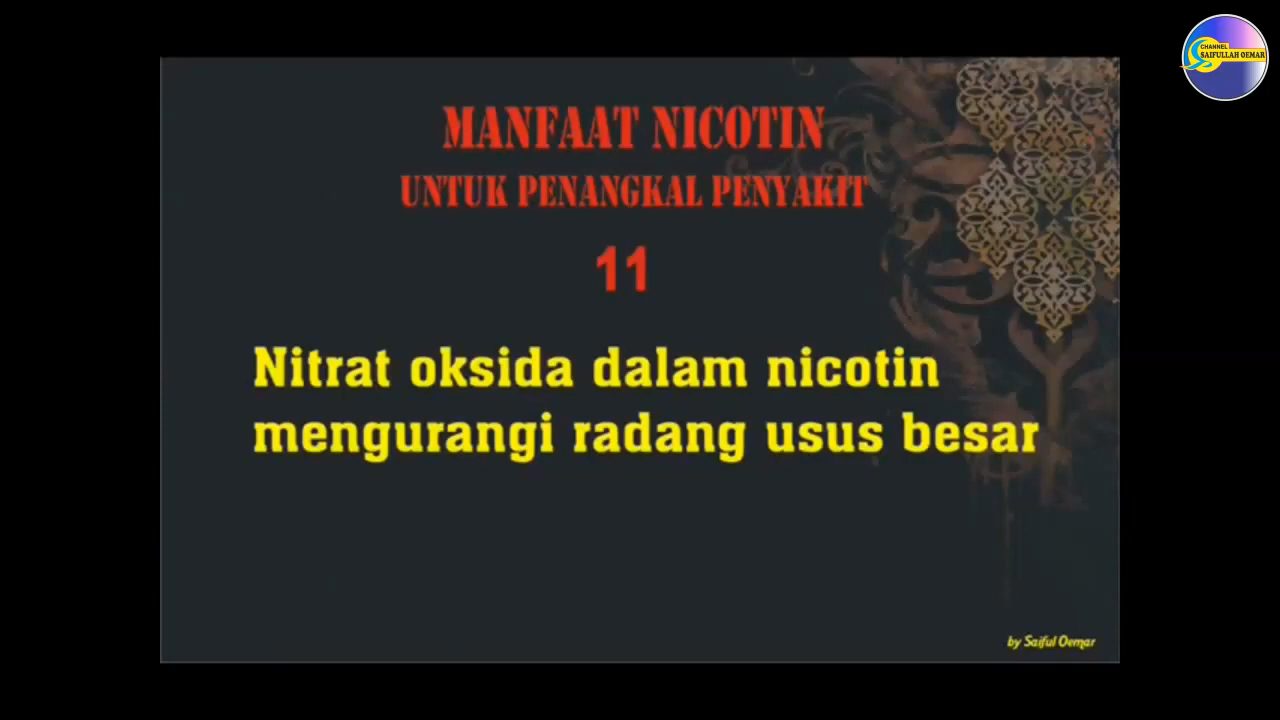 CHANNEL
SAIFULLAH OEMAR
MANFAAT NICOTIN
UNTUK PENANGKAL PENYAKIT
11
Nitrat oksida dalam nicotin
mengurangi radang usus besar
by Saiful Oemar